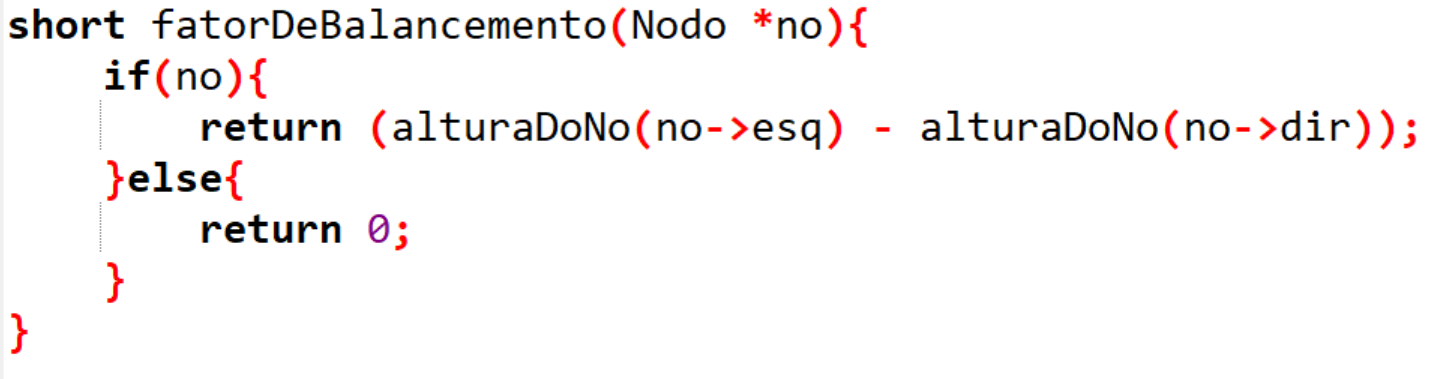 short fatorDeBalancemento(Nodo *no){
    if(no){
        return (alturaDoNo(no->esq) - alturaDoNo(no->dir));
    }else{
        return 0;
    }
}